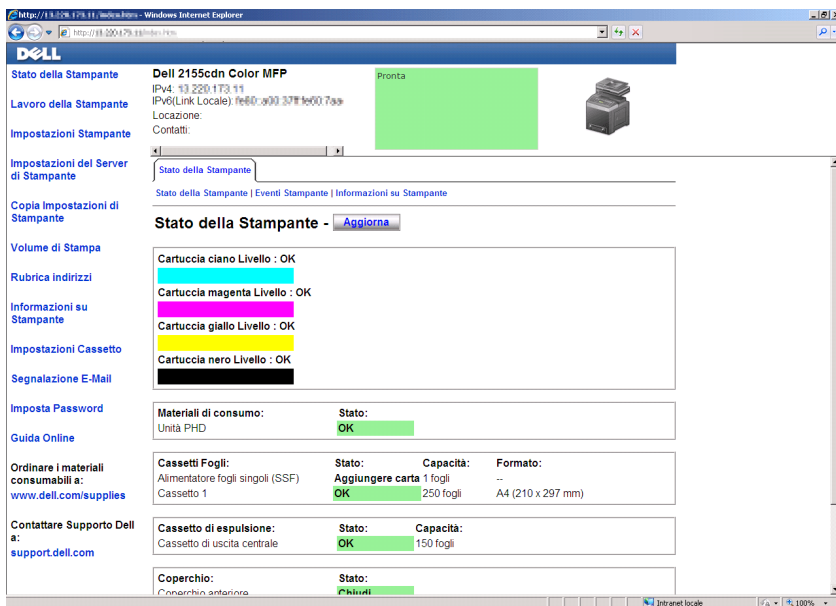 - Windows Internet Explorer
DELL
Stato della Stampante
Lavoro della Stampante
Impostazioni Stampante
Impostazioni del Server
di Stampante
Copia Impostazioni di
Stampante
Volume di Stampa
Rubrica indirizzi
Informazioni su
Stampante
Impostazioni Cassetto
Segnalazione E-Mail
Imposta Password
Guida Online
Ordinare i materiali
consumabili a:
www.dell.com/supplies
Contattare Supporto Dell
a:
support.dell.com
Dell 2155cdn Color MFP
IPv4:
IPv6(Link Locale):
Locazione:
Contatti:
Pronta
Stato della Stampante
Stato della Stampante | Eventi Stampante | Informazioni su Stampante
Stato della Stampante - Aggiorna
Cartuccia ciano Livello : OK
Cartuccia magenta Livello : OK
Cartuccia giallo Livello : OK
Cartuccia nero Livello : OK
Materiali di consumo: Stato:
Unità PHD OK
Cassetti Fogli: Stato: Capacità: Formato:
Alimentatore fogli singoli (SSF) Aggiungere carta 1 fogli --
Cassetto 1 OK 250 fogli A4 (210 x 297 mm)
Cassetto di espulsione: Stato: Capacità:
Cassetto di uscita centrale OK 150 fogli
Coperchio: Stato:
Coperchio anteriore Chiudi
Intranet locale 100%